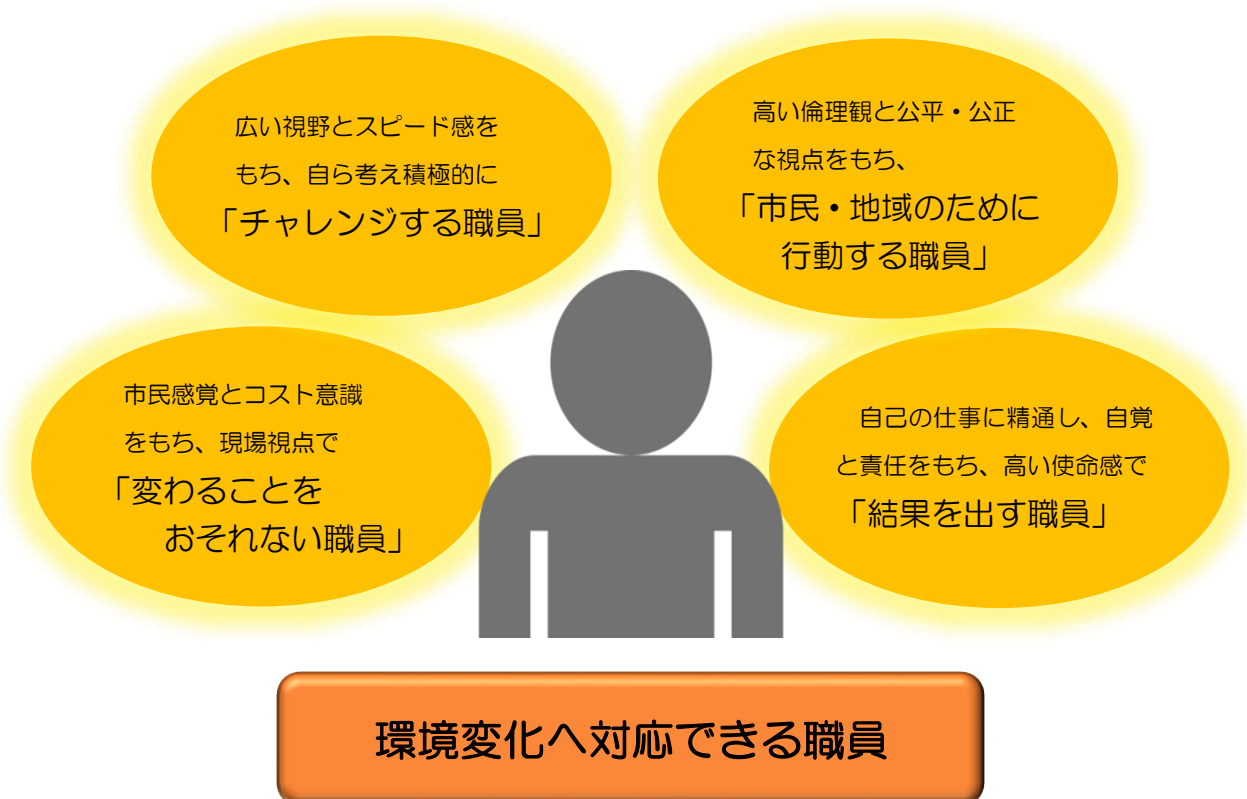 広い視野とスピード感を
もち、自ら考え積極的に
「チャレンジする職員」
高い倫理観と公平・公正
な視点をもち、
「市民・地域のために
行動する職員」
市民感覚とコスト意識
をもち、現場視点で
「変わることを
おそれない職員」
自己の仕事に精通し、自覚
と責任をもち、高い使命感で
「結果を出す職員」
環境変化へ対応できる職員